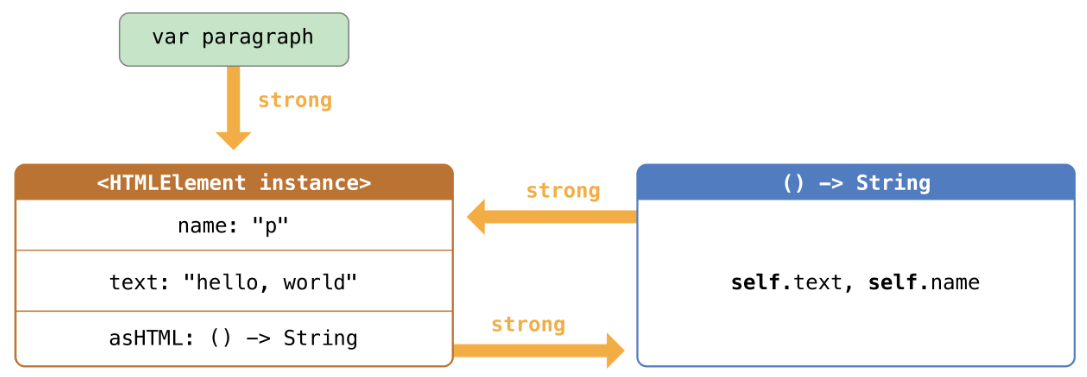 var paragraph
strong
<HTMLElement instance>
name: "p"
text: "hello, world"
asHTML: () -> String
strong
strong
() -> String
self.text, self.name